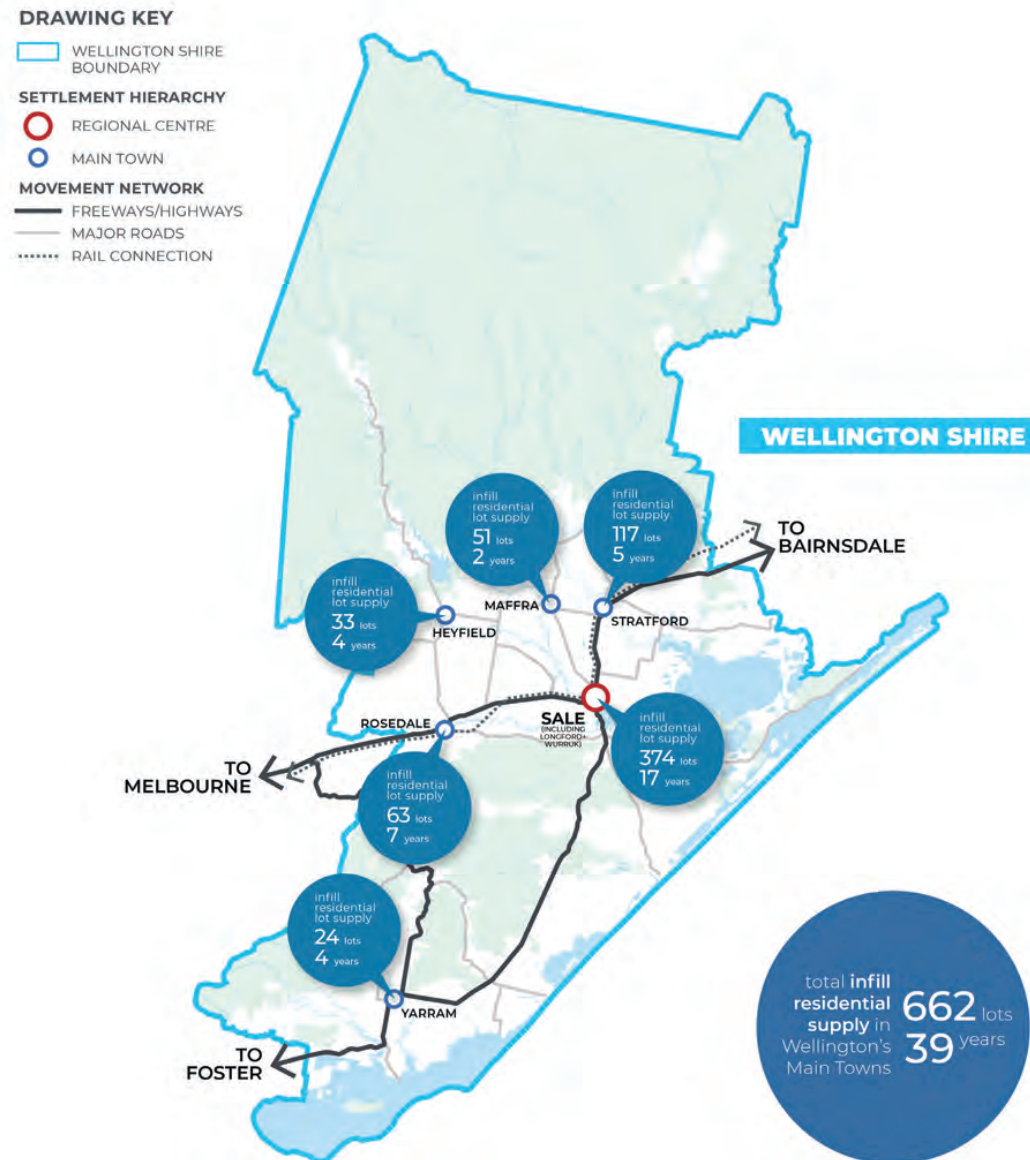 DRAWING KEY
WELLINGTON SHIRE
BOUNDARY
SETTLEMENT HIERARCHY
REGIONAL CENTRE
MAIN TOWN
MOVEMENT NETWORK
FREEWAYS/HIGHWAYS
MAJOR ROADS
RAIL CONNECTION
WELLINGTON SHIRE
infill
residential
lot supply
51 lots
2 years
infill
residential
lot supply
117 lots
5 years
TO
BAIRNSDALE
infill
residential
lot supply
33 lots
4 years
MAFFRA
STRATFORD
HEYFIELD
ROSEDALE
SALE
(INCLUDING
LONGFORD+
WURRUK)
infill
residential
lot supply
374 lots
17 years
TO
MELBOURNE
infill
residential
lot supply
63 lots
7 years
infill
residential
lot supply
24 lots
4 years
YARRAM
TO
FOSTER
total infill
residential
supply in
Wellington's
Main Towns
662 lots
39 years